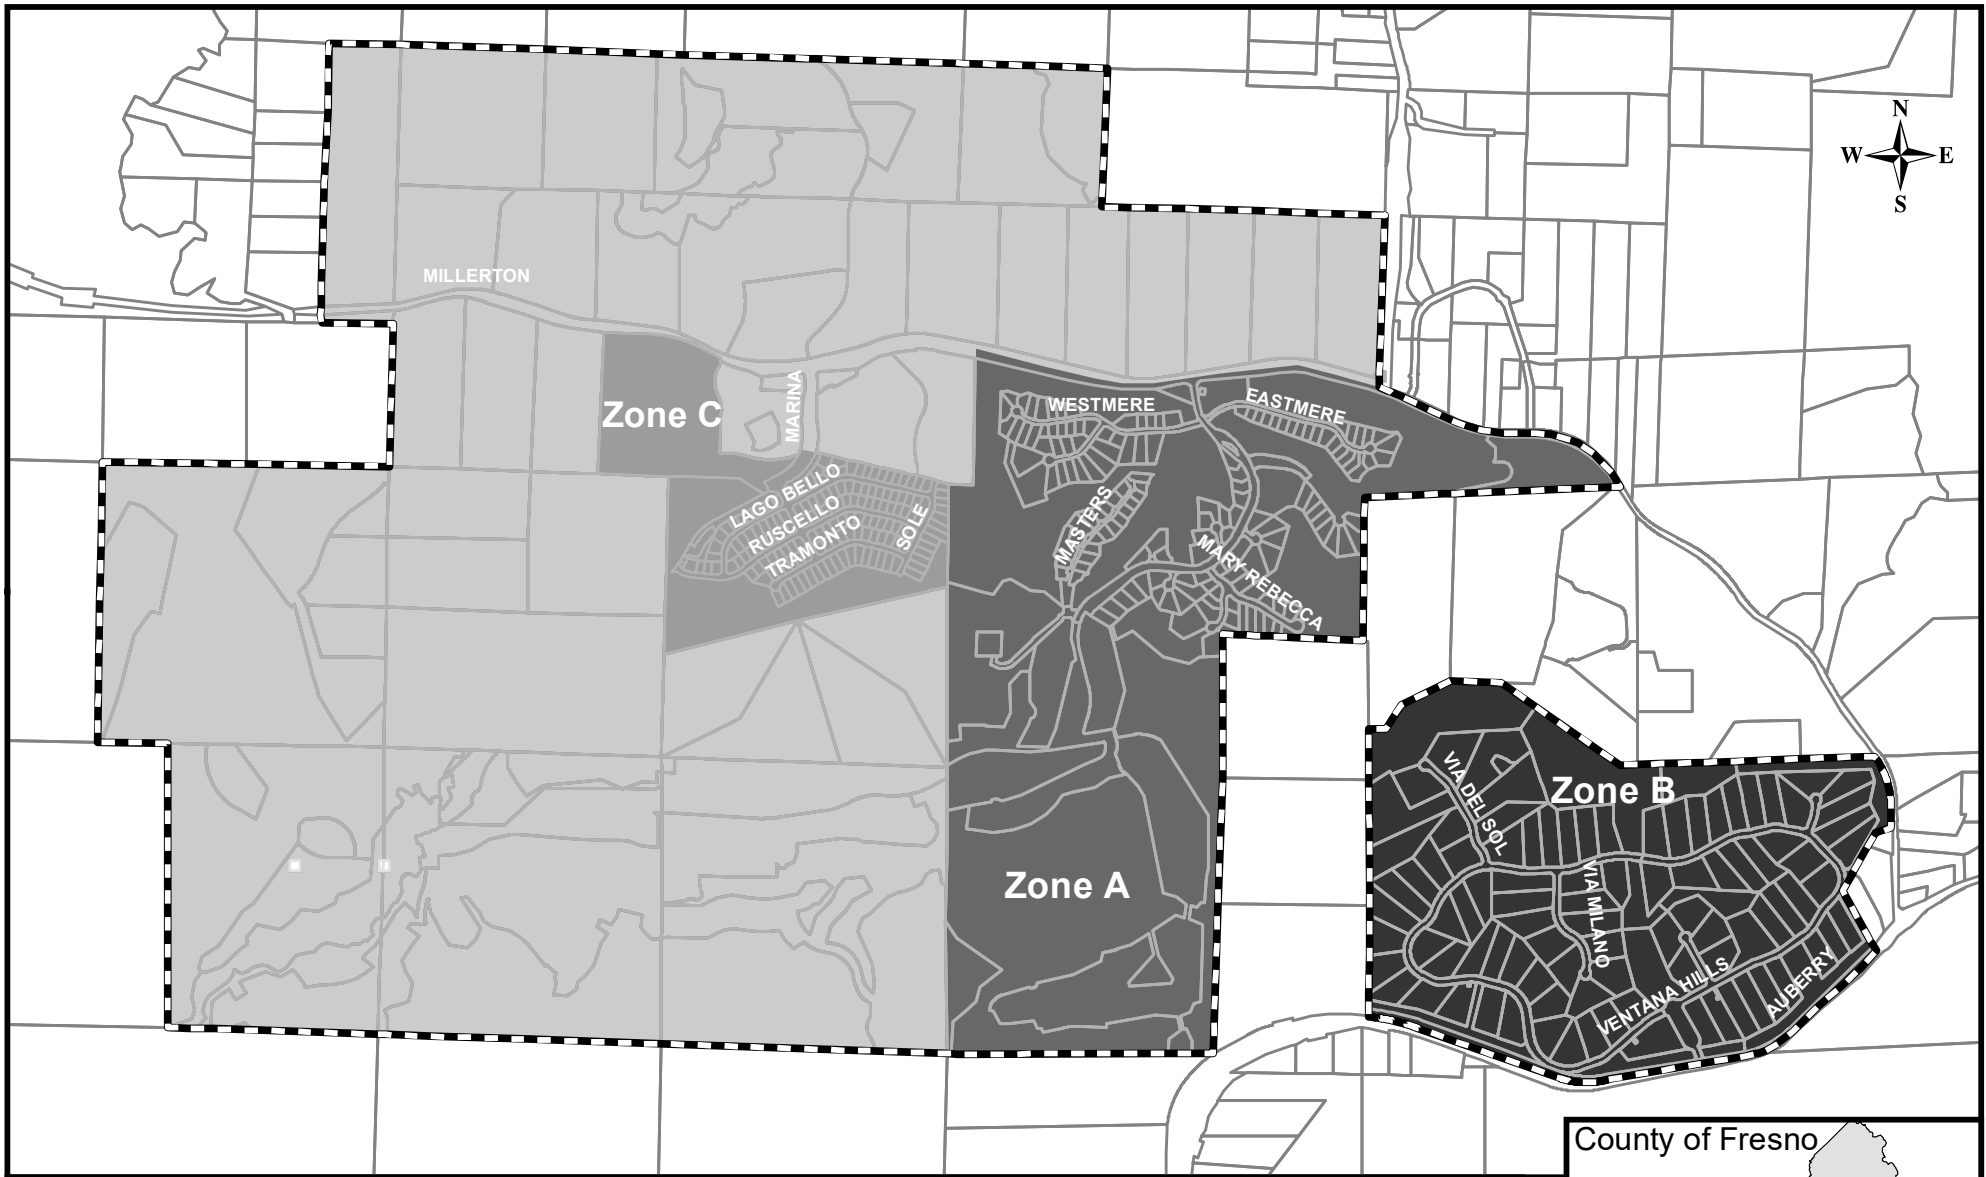 N
W E
S
MILLERTON
Zone C
MARINA
WESTMERE
EASTMERE
LAGO BELLO
RUSCELLO
TRAMONTO
SOLE
MASTERS
MARY REBECCA
Zone A
Zone B
VIA DEL SOL
VIA MILANO
VENTANA HILLS
AUBERRY
County of Fresno